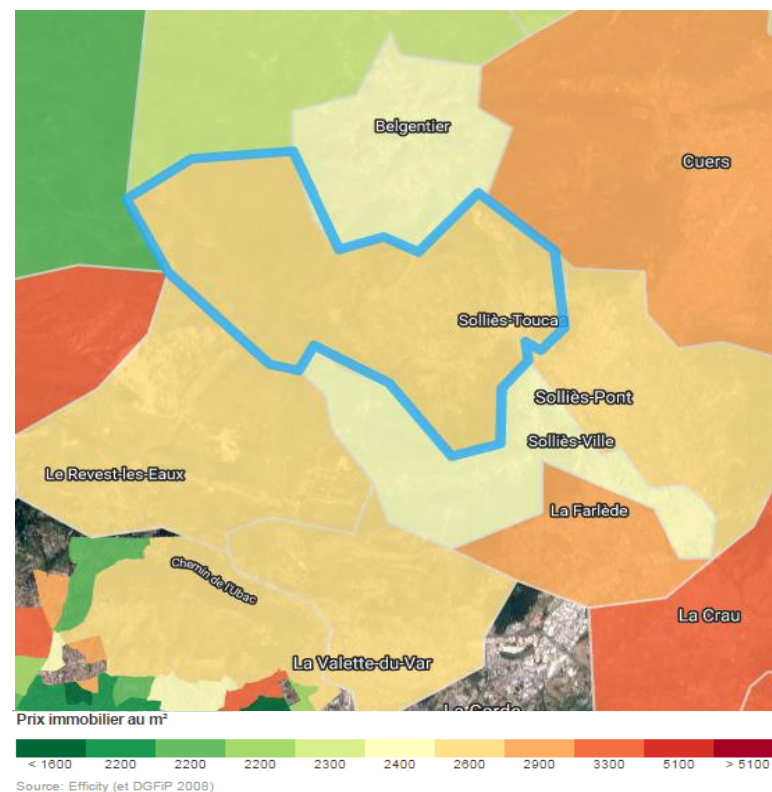 Belgentier
Cuers
Solliès-Toucas
Solliès-Pont
Solliès-Ville
Le Revest-les-Eaux
La Farlède
Chemin de l'Ubac
La Crau
La Valette-du-Var
La Garde
Prix immobilier au m²
< 1600 2200 2200 2200 2300 2400 2600 2900 3300 5100 > 5100
Source: Efficity (et DGFiP 2008)